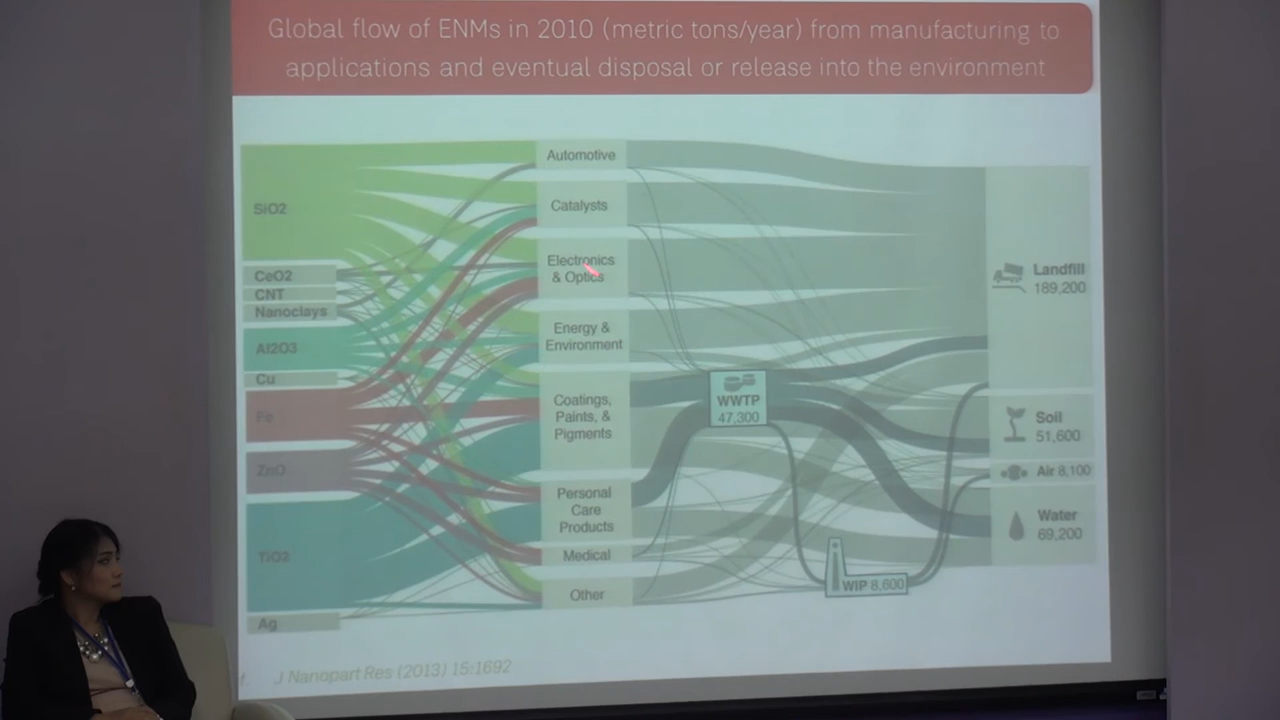 Global flow of ENMs in 2010 (metric tons/year) from manufacturing to
applications and eventual disposal or release into the environment
SiO2
CeO2
CNT
Nanoclays
Al2O3
Cu
Fe
ZnO
TiO2
Ag
Automotive
Catalysts
Electronics
& Optics
Energy &
Environment
Coatings,
Paints, &
Pigments
Personal
Care
Products
Medical
Other
WWTP
47,300
WIP 8,600
Landfill
189,200
Soil
51,600
Air 8,100
Water
69,200
f. J Nanopart Res (2013) 15:1692